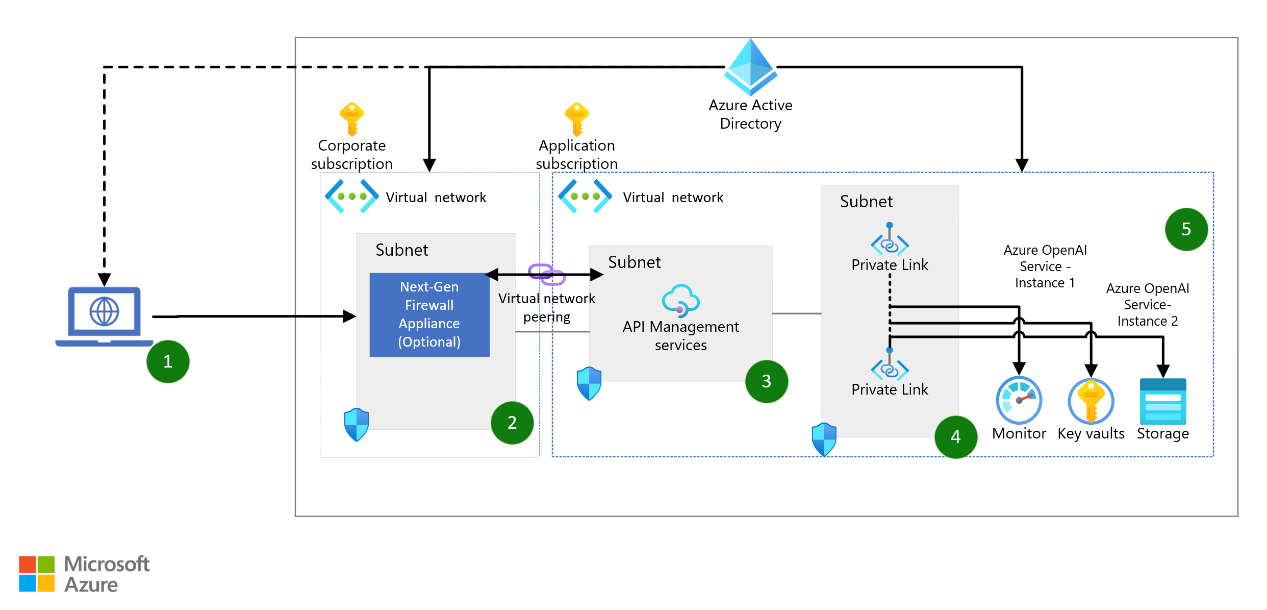 Azure Active
Directory
Corporate
subscription
Application
subscription
Virtual network
Virtual network
Subnet
Next-Gen
Firewall
Appliance
(Optional)
Virtual network
peering
Subnet
API Management
services
Subnet
Private Link
Private Link
Azure OpenAI
Service -
Instance 1
Azure OpenAI
Service-
Instance 2
Monitor
Key vaults
Storage
1
2
3
4
5
Microsoft
Azure